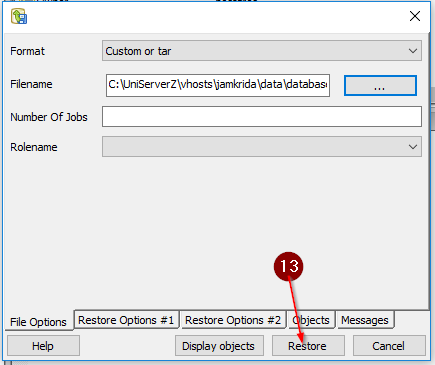 Format
Custom or tar
Filename
C:\UniServerZ\vhosts\jamkrida\data\database
...
Number Of Jobs
Rolename
13
File Options
Restore Options #1
Restore Options #2
Objects
Messages
Help
Display objects
Restore
Cancel